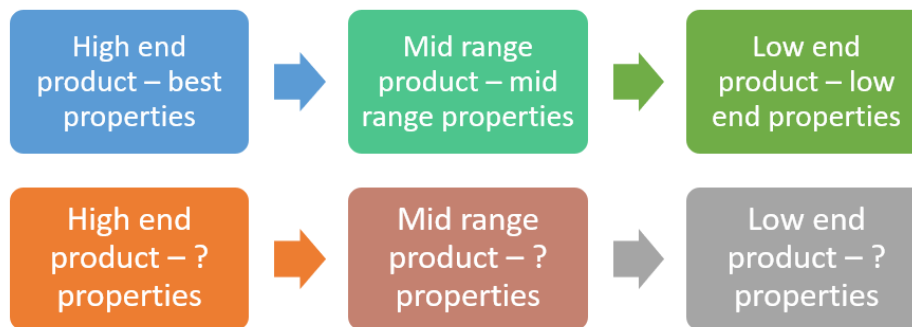 High end
product – best
properties
Mid range
product – mid
range properties
Low end
product – low
end properties
High end
product – ?
properties
Mid range
product – ?
properties
Low end
product – ?
properties